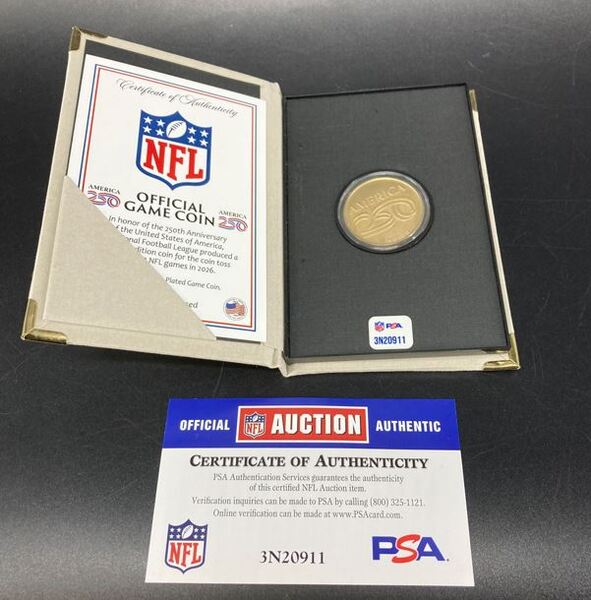 Certificate of Authenticity
NFL
AMERICA
250
OFFICIAL
GAME COIN
AMERICA
250
In honor of the 250th Anniversary
of the United States of America,
onal Football League produced a
dition coin for the coin toss
NFL games in 2026.
Plated Game Coin.
sed
AMERICA
250
NFL PSA
3N20911
OFFICIAL NFL AUCTION AUTHENTIC
CERTIFICATE OF AUTHENTICITY
PSA Authentication Services guarantees the authenticity
of this certified NFL Auction item.
Verification inquiries can be made to PSA by calling (800) 325-1121.
Online verification can be made at www.PSAcard.com.
NFL
3N20911
PSA